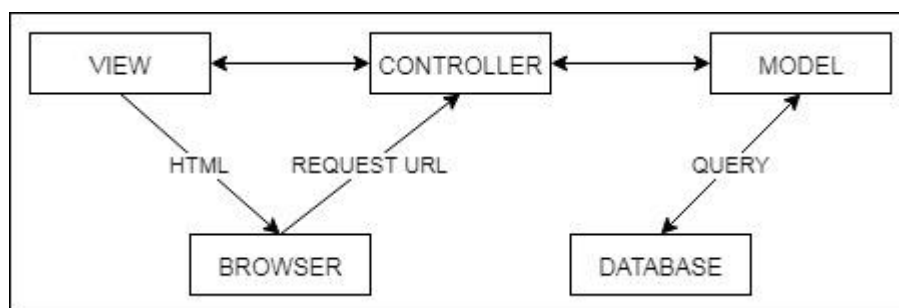 VIEW
CONTROLLER
MODEL
HTML
REQUEST URL
QUERY
BROWSER
DATABASE